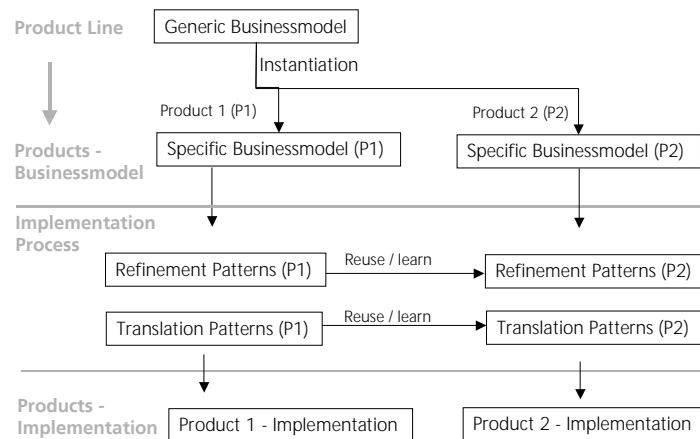 Product Line
Generic Businessmodel
Instantiation
Product 1 (P1)
Product 2 (P2)
Products -
Businessmodel
Specific Businessmodel (P1)
Specific Businessmodel (P2)
Implementation
Process
Refinement Patterns (P1)
Reuse / learn
Refinement Patterns (P2)
Translation Patterns (P1)
Reuse / learn
Translation Patterns (P2)
Products -
Implementation
Product 1 - Implementation
Product 2 - Implementation